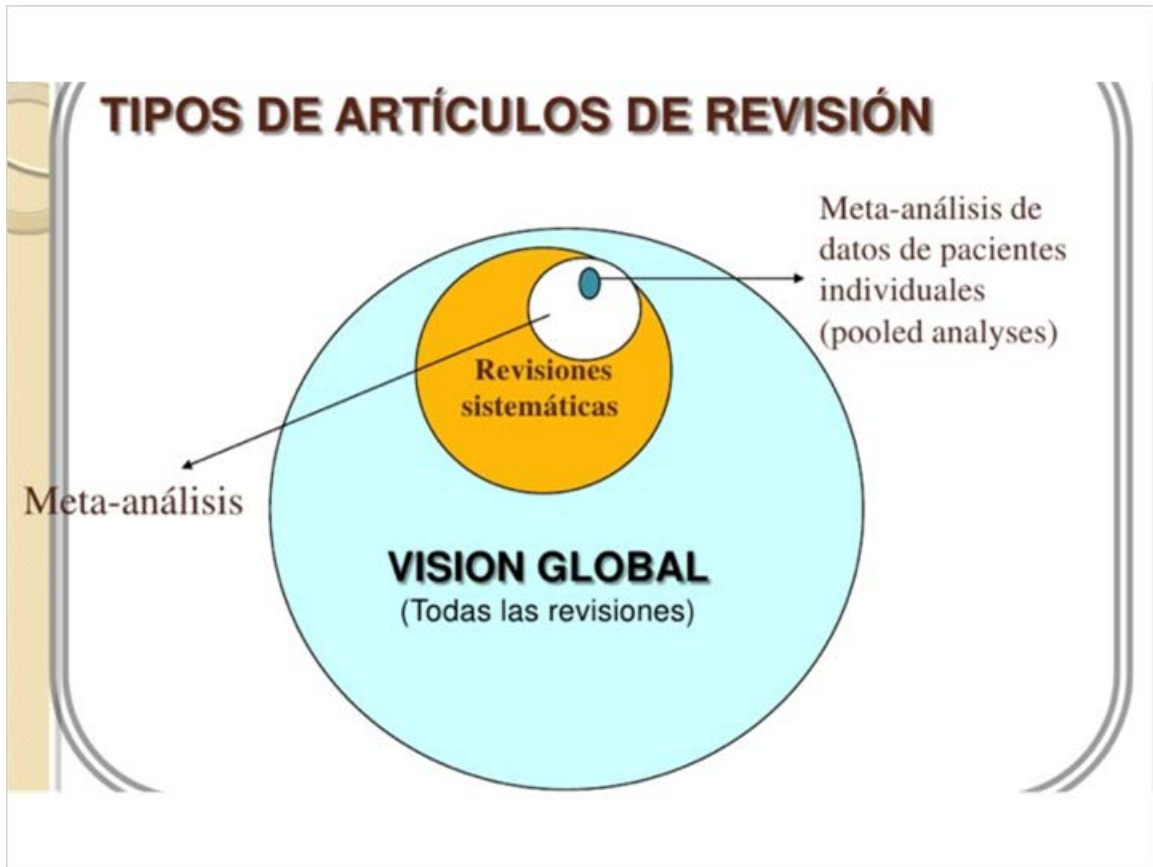 TIPOS DE ARTÍCULOS DE REVISIÓN
Meta-análisis de
datos de pacientes
individuales
(pooled analyses)
Revisiones
sistemáticas
Meta-análisis
VISION GLOBAL
(Todas las revisiones)